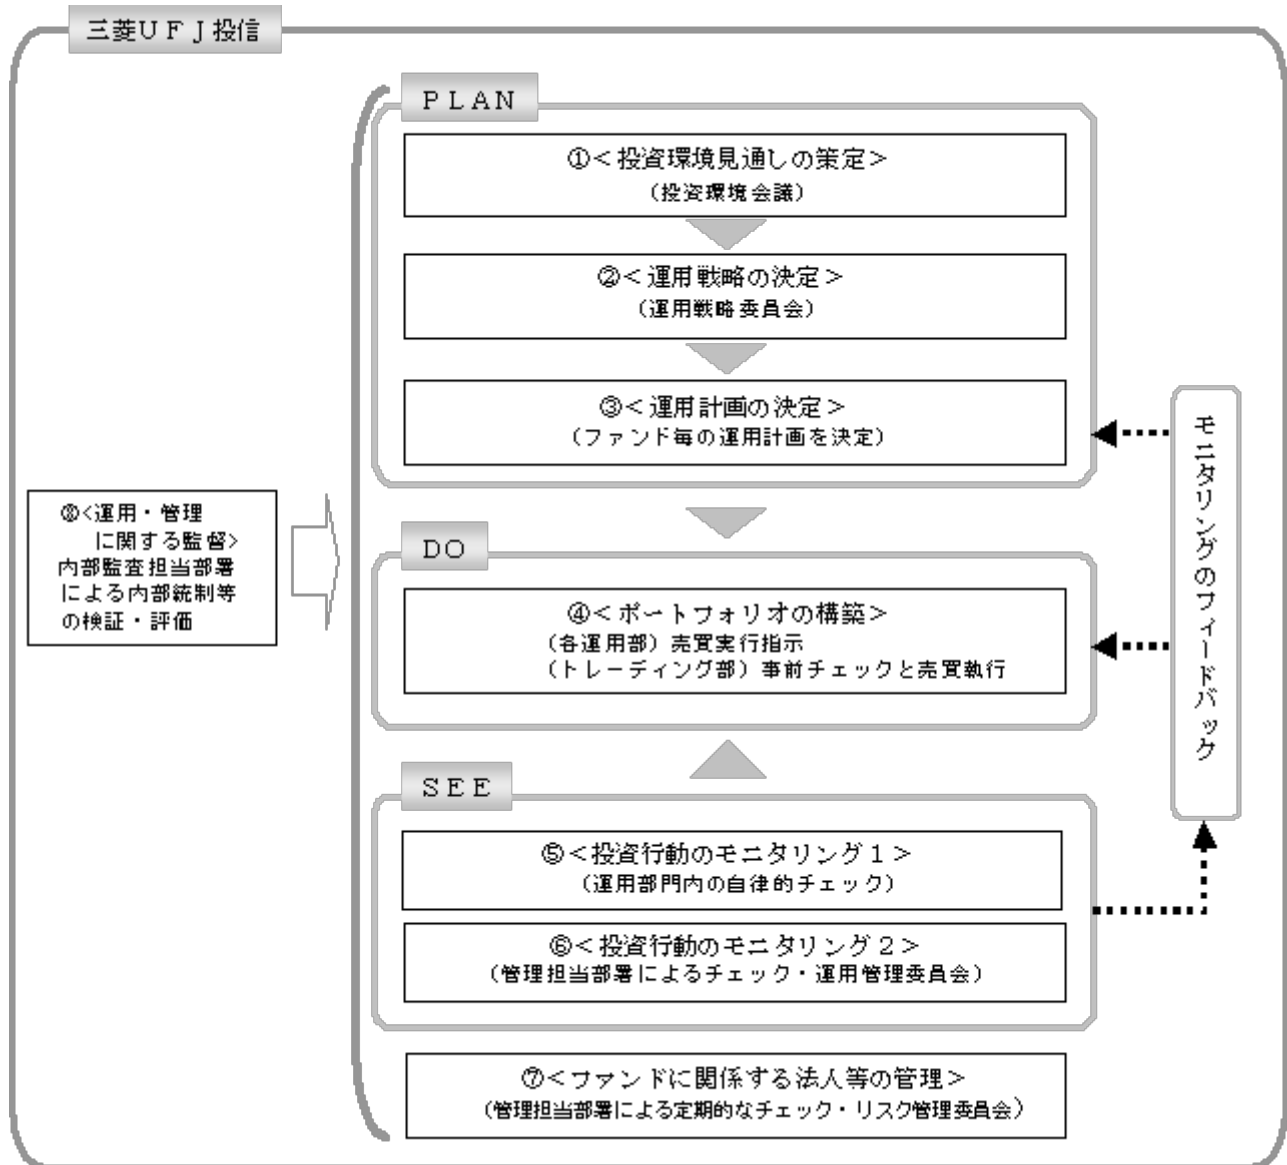 三菱ＵＦＪ投信
ＰＬＡＮ
①＜投資環境見通しの策定＞
（投資環境会議）
②＜運用戦略の決定＞
（運用戦略委員会）
③＜運用計画の決定＞
（ファンド毎の運用計画を決定）
⑧＜運用・管理
に関する監督＞
内部監査担当部署
による内部統制等
の検証・評価
ＤＯ
④＜ポートフォリオの構築＞
（各運用部）売買実行指示
（トレーディング部）事前チェックと売買執行
モニタリングのフィードバック
ＳＥＥ
⑤＜投資行動のモニタリング１＞
（運用部門内の自律的チェック）
⑥＜投資行動のモニタリング２＞
（管理担当部署によるチェック・運用管理委員会）
⑦＜ファンドに関係する法人等の管理＞
（管理担当部署による定期的なチェック・リスク管理委員会）